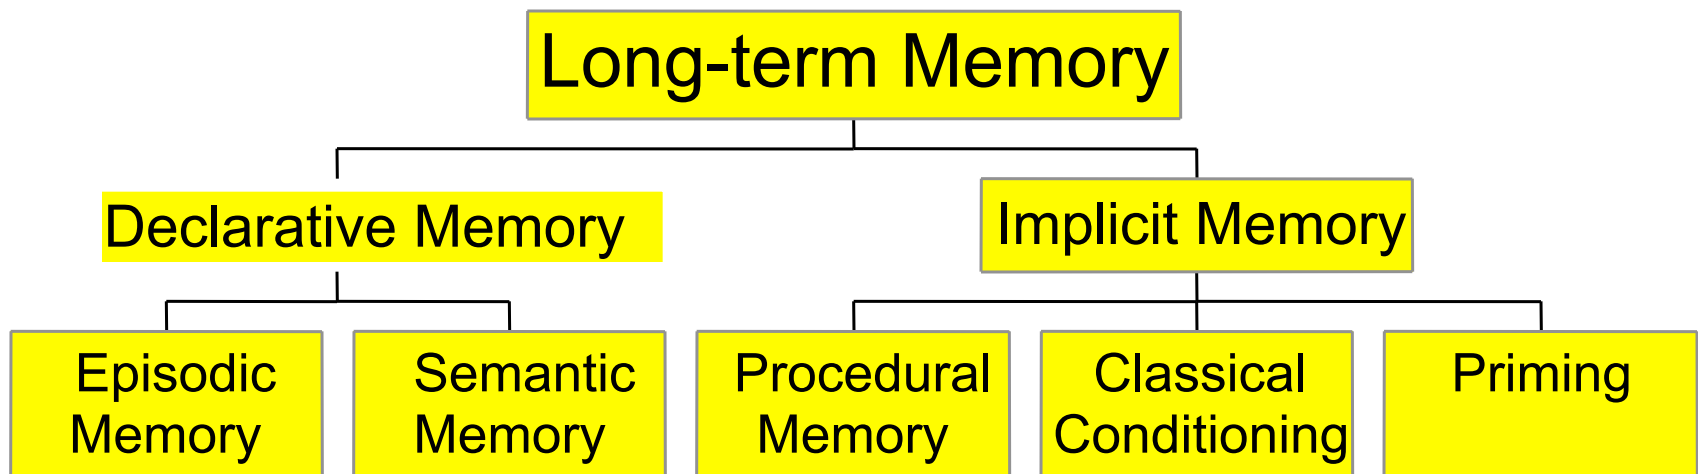 Long-term Memory
Declarative Memory
Implicit Memory
Episodic
Memory
Semantic
Memory
Procedural
Memory
Classical
Conditioning
Priming